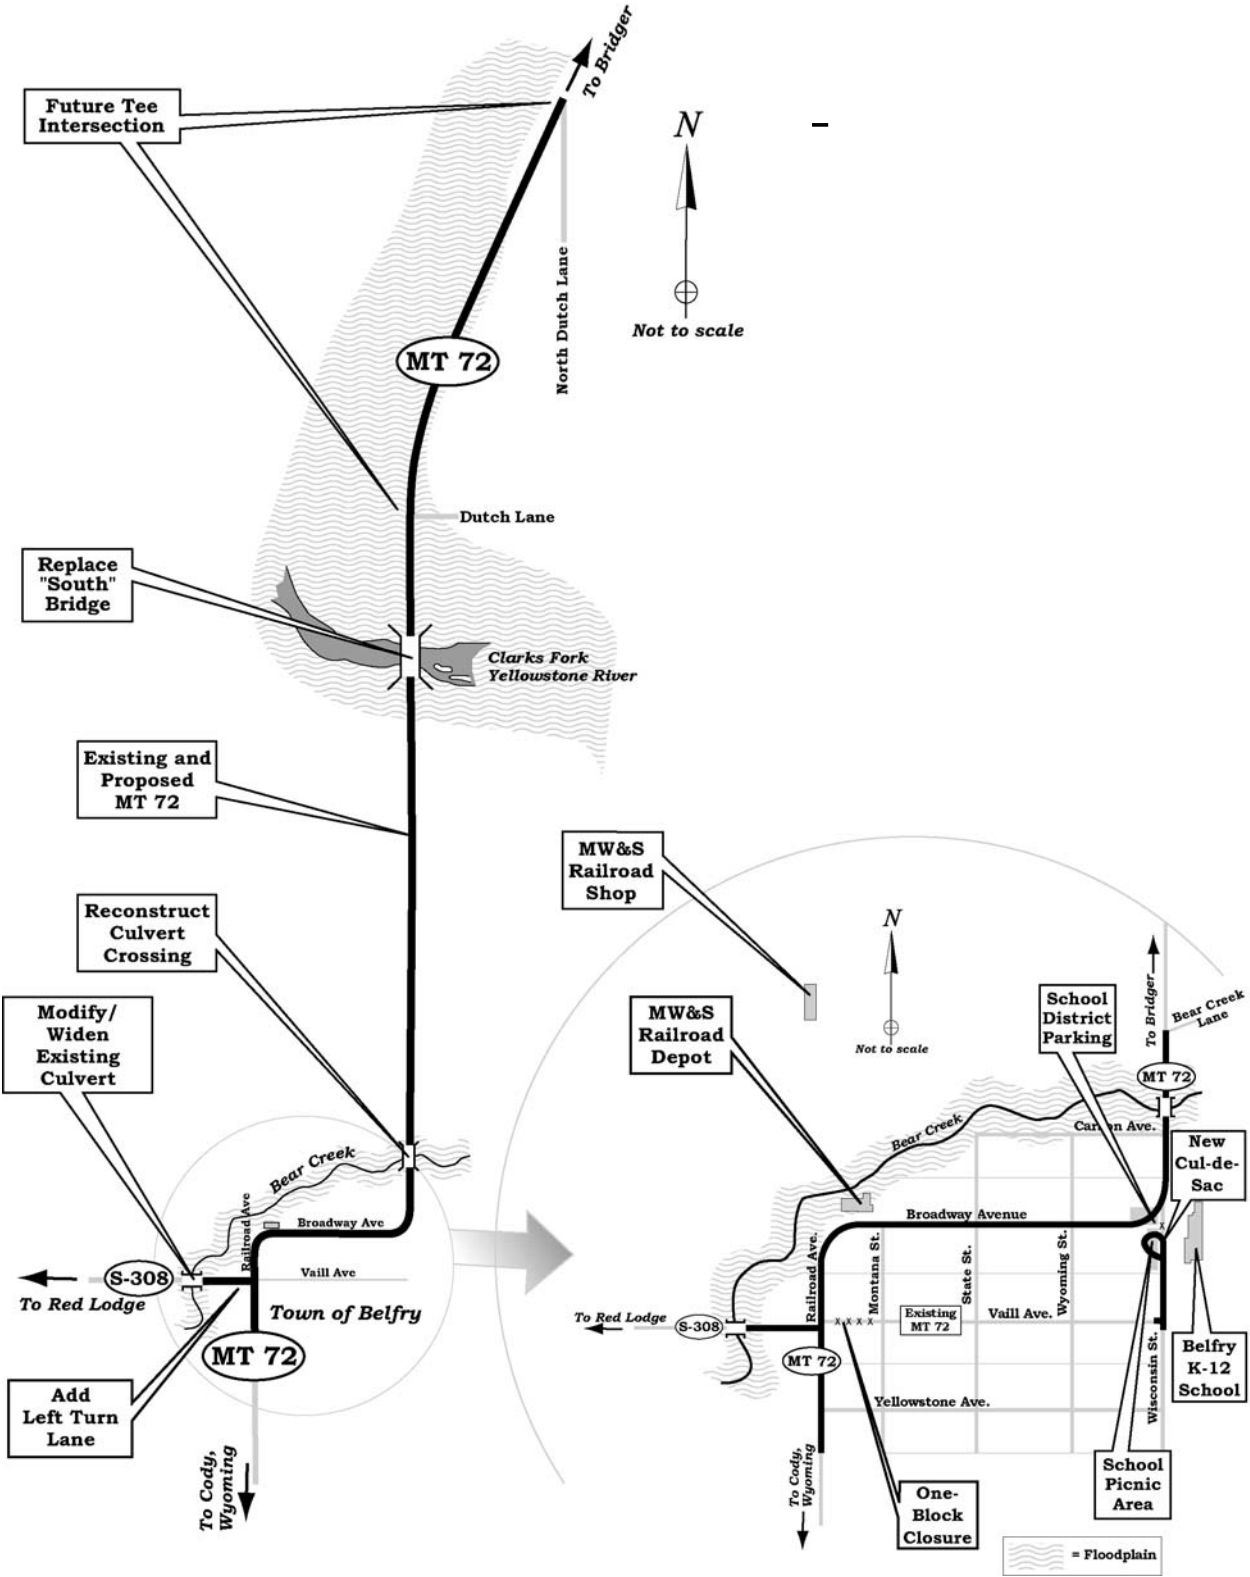 To Bridger
Future Tee
Intersection
N
Not to scale
North Dutch Lane
MT 72
Dutch Lane
Replace
"South"
Bridge
Clarks Fork
Yellowstone River
Existing and
Proposed
MT 72
Reconstruct
Culvert
Crossing
Modify/
Widen
Existing
Culvert
Bear Creek
Railroad Ave
Broadway Ave
Vaill Ave
S-308
To Red Lodge
Town of Belfry
MT 72
Add
Left Turn
Lane
To Cody,
Wyoming
MW&S
Railroad
Shop
N
Not to scale
MW&S
Railroad
Depot
School
District
Parking
To Bridger
Bear Creek
Lane
MT 72
Bear Creek
Carbon Ave.
New
Cul-de-
Sac
Broadway Avenue
x
Railroad Ave.
Montana St.
State St.
Wyoming St.
To Red Lodge
S-308
x x x x
Existing
MT 72
Vaill Ave.
MT 72
Wisconsin St.
Belfry
K-12
School
Yellowstone Ave.
To Cody,
Wyoming
One-
Block
Closure
School
Picnic
Area
= Floodplain